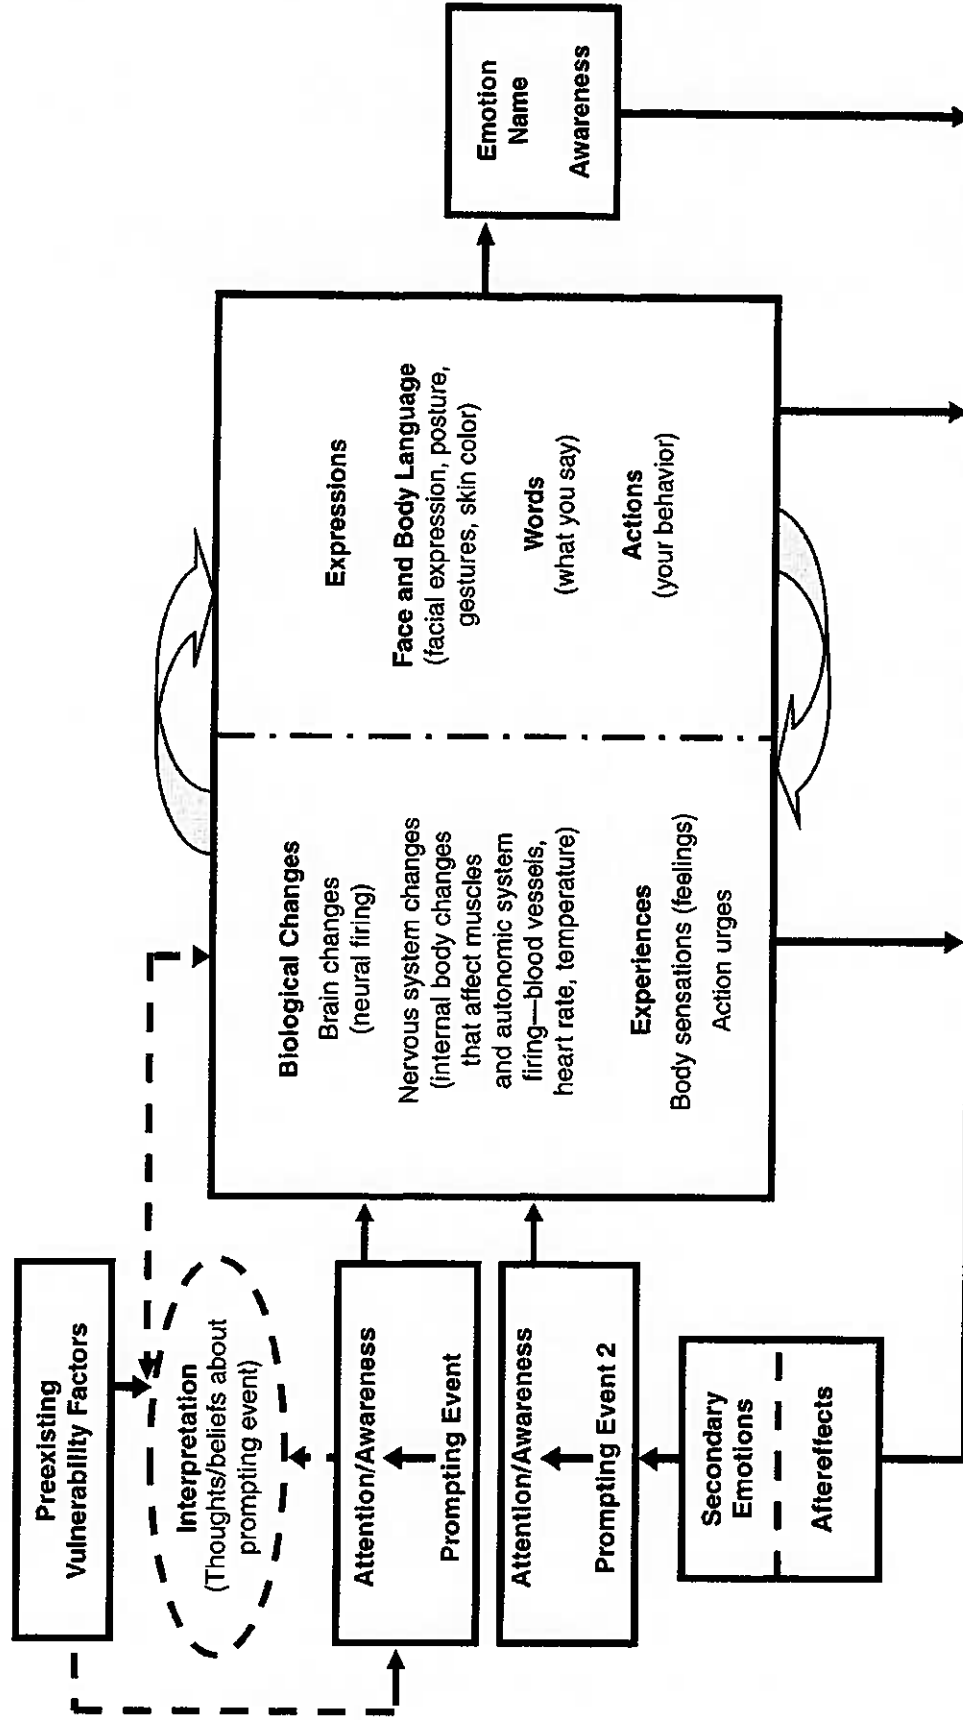 Preexisting
Vulnerability Factors
Interpretation
(Thoughts/beliefs about
prompting event)
Attention/Awareness
Prompting Event
Attention/Awareness
Prompting Event 2
Secondary
Emotions
Aftereffects
Biological Changes
Brain changes
(neural firing)
Nervous system changes
(internal body changes
that affect muscles
and autonomic system
firing—blood vessels,
heart rate, temperature)
Experiences
Body sensations (feelings)
Action urges
Expressions
Face and Body Language
(facial expression, posture,
gestures, skin color)
Words
(what you say)
Actions
(your behavior)
Emotion
Name
Awareness